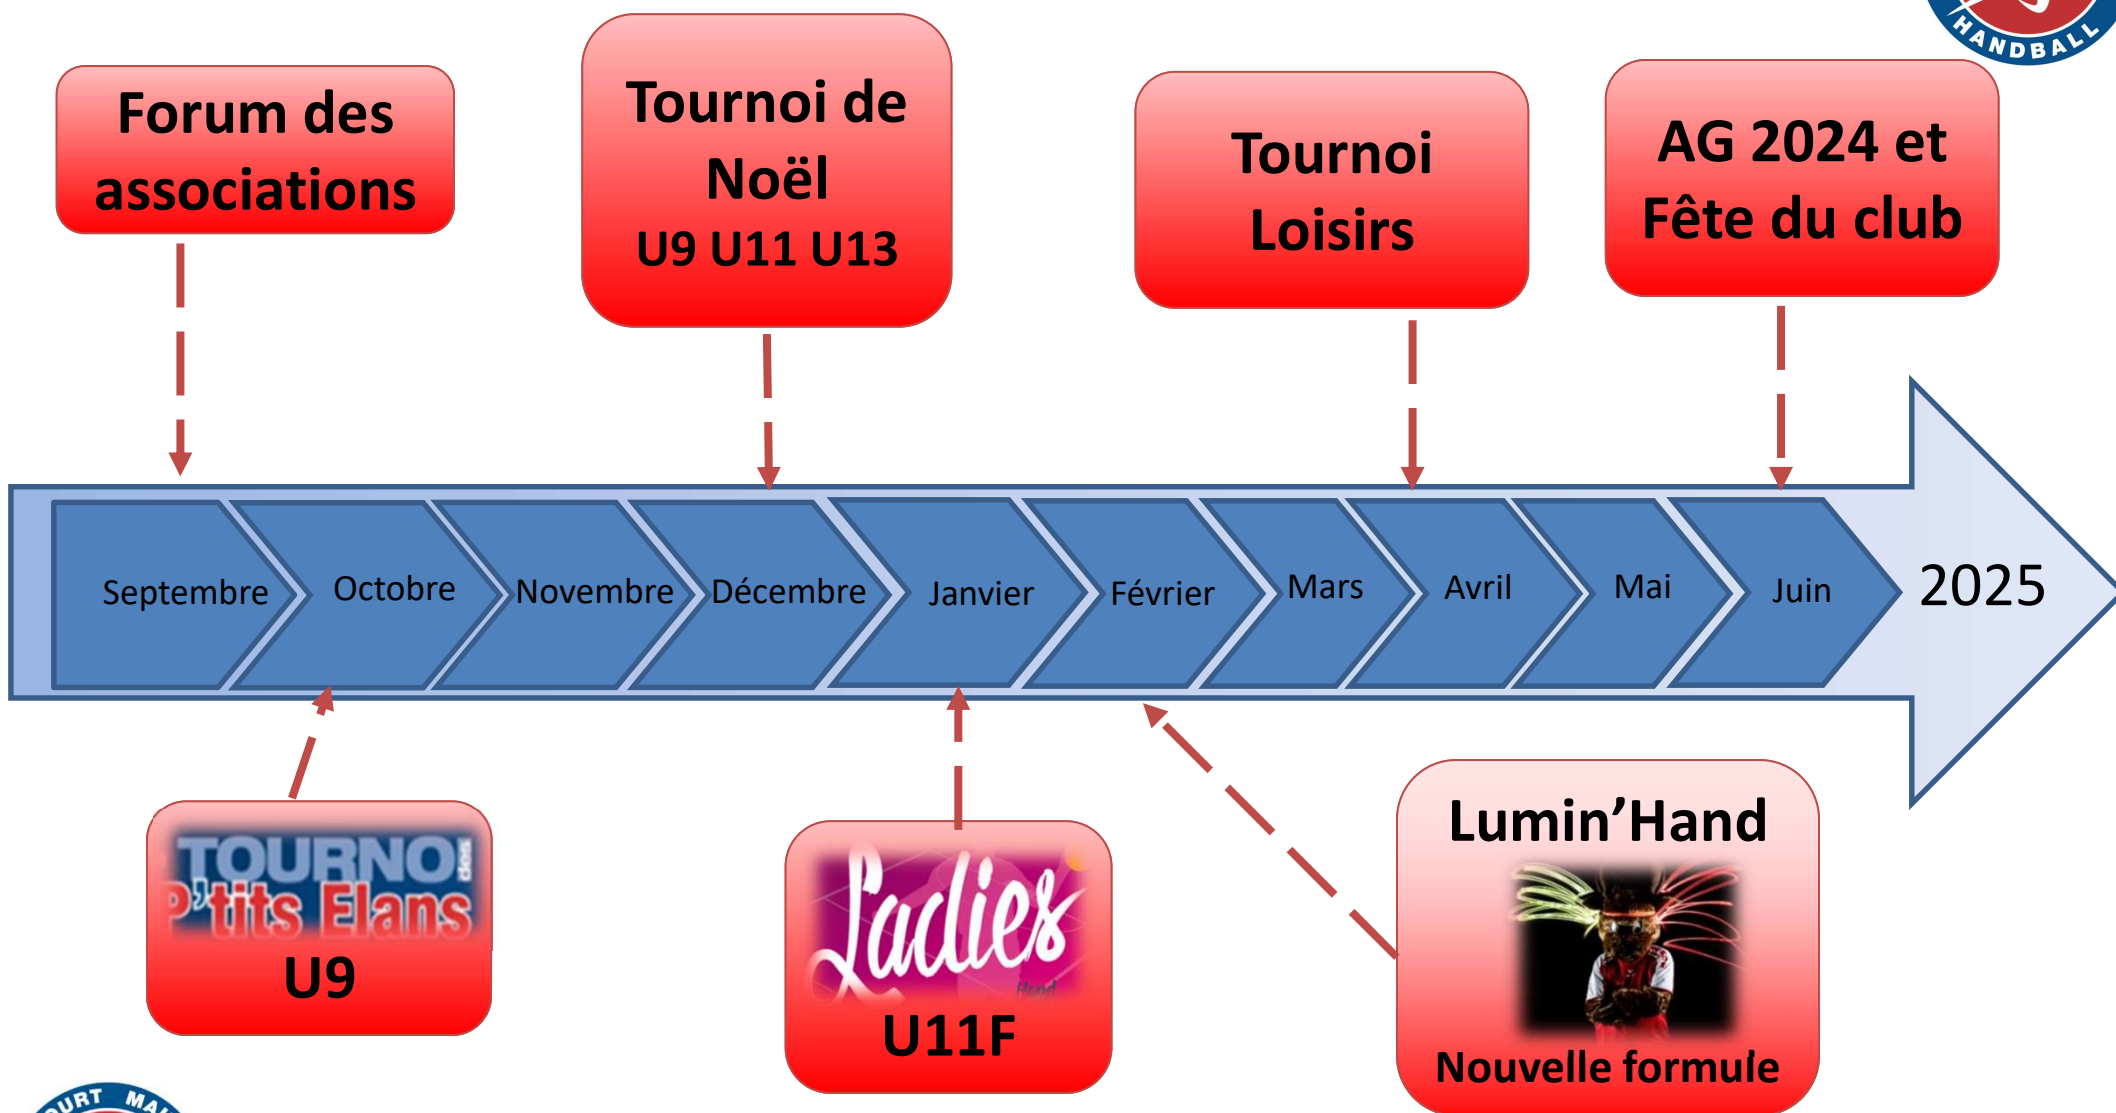 HANDBALL
Forum des
associations
Tournoi de
Noël
U9 U11 U13
Tournoi
Loisirs
AG 2024 et
Fête du club
Septembre
Octobre
Novembre
Décembre
Janvier
Février
Mars
Avril
Mai
Juin
2025
TOURNOI des
P'tits Elans
U9
Ladies
Hand
U11F
Lumin’Hand
Nouvelle formule